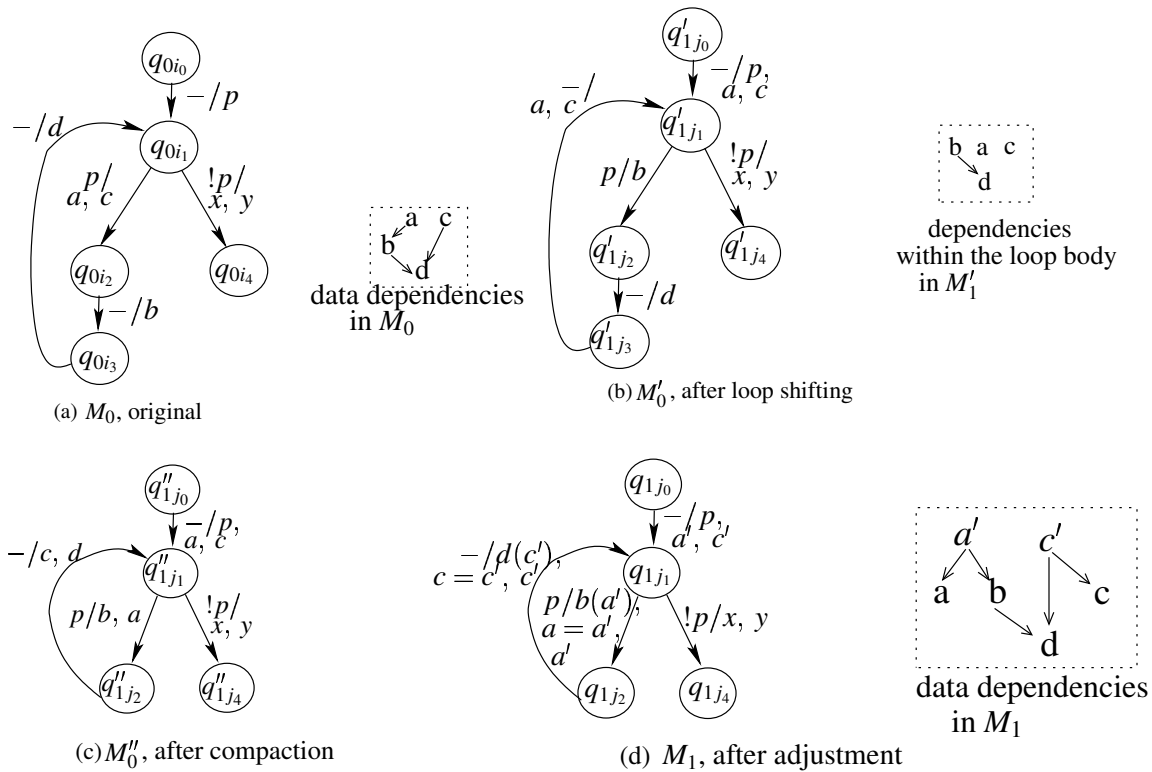 q0i0
−/p
−/d
q0i1
p/
a, c
!p/
x, y
q0i2
q0i4
−/b
q0i3
a c
b
d
data dependencies
in M0
(a) M0, original
q′1j0
−/p,
a, c
a, c −/
q′1j1
p/b
!p/
x, y
q′1j2
q′1j4
−/d
q′1j3
b a c
d
dependencies
within the loop body
in M′1
(b) M′0, after loop shifting
q″1j0
−/p,
a, c
−/c, d
q″1j1
p/b, a
!p/
x, y
q″1j2
q″1j4
(c) M″0, after compaction
q1j0
−/p,
a′, c′
−/d(c′),
c = c′, c′
q1j1
p/b(a′),
a = a′,
a′
!p/x, y
q1j2
q1j4
(d) M1, after adjustment
a′ c′
a b c
d
data dependencies
in M1